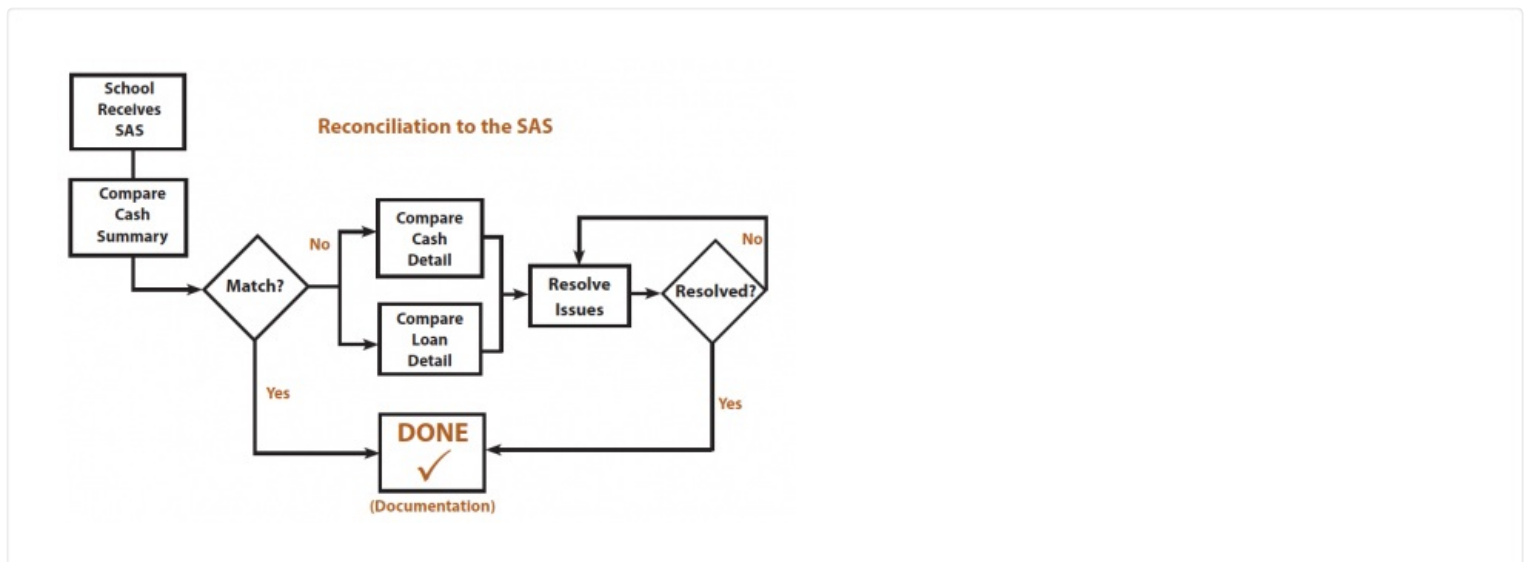 School
Receives
SAS
Reconciliation to the SAS
Compare
Cash
Summary
Match?
No
Compare
Cash
Detail
Compare
Loan
Detail
Resolve
Issues
No
Resolved?
Yes
Yes
DONE
(Documentation)